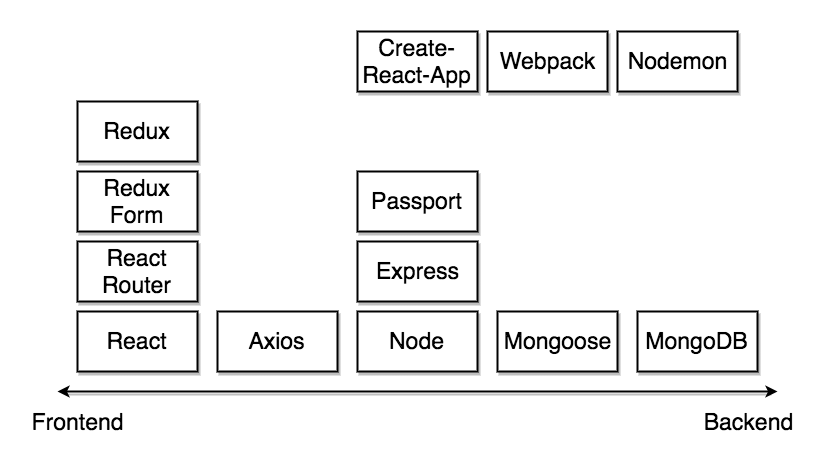 Create-
React-App
Webpack
Nodemon
Redux
Redux
Form
Passport
React
Router
Express
React
Axios
Node
Mongoose
MongoDB
Frontend
Backend